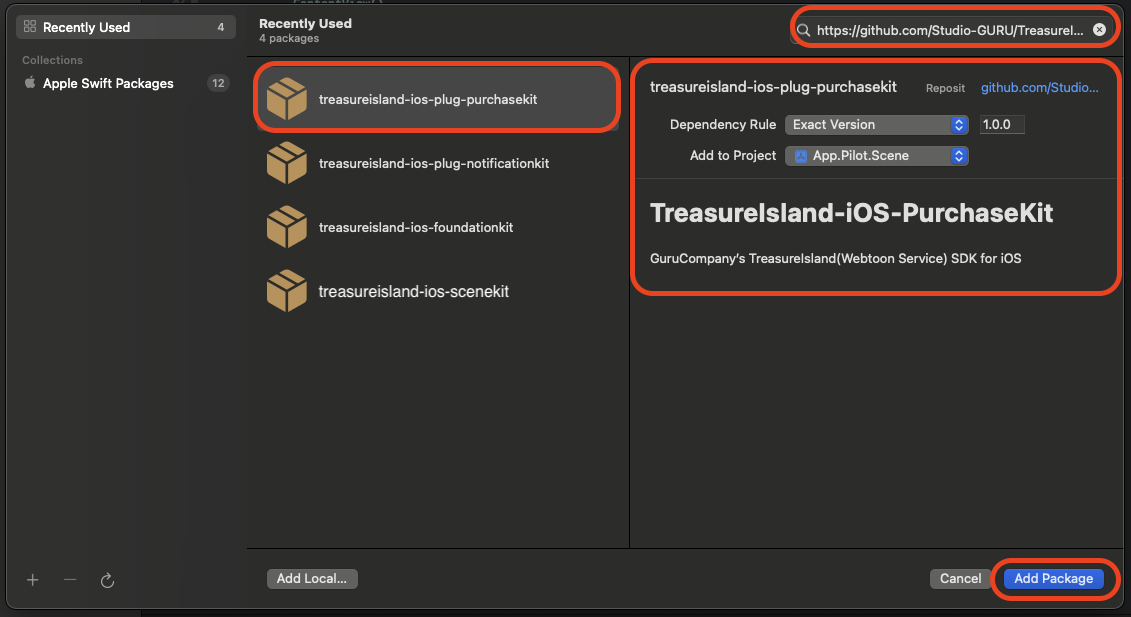 ContentView()
Recently Used 4
Collections
Apple Swift Packages 12
Recently Used
4 packages
https://github.com/Studio-GURU/TreasureI...
treasureisland-ios-plug-purchasekit
treasureisland-ios-plug-notificationkit
treasureisland-ios-foundationkit
treasureisland-ios-scenekit
treasureisland-ios-plug-purchasekit Reposit github.com/Studio...
Dependency Rule Exact Version 1.0.0
Add to Project App.Pilot.Scene
TreasureIsland-iOS-PurchaseKit
GuruCompany's TreasureIsland(Webtoon Service) SDK for iOS
Add Local... Cancel Add Package